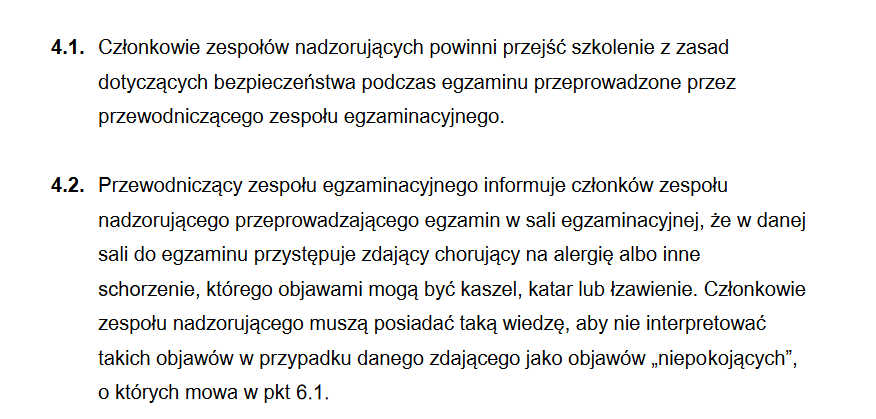 4.1. Członkowie zespołów nadzorujących powinni przejść szkolenie z zasad
dotyczących bezpieczeństwa podczas egzaminu przeprowadzone przez
przewodniczącego zespołu egzaminacyjnego.
4.2. Przewodniczący zespołu egzaminacyjnego informuje członków zespołu
nadzorującego przeprowadzającego egzamin w sali egzaminacyjnej, że w danej
sali do egzaminu przystępuje zdający chorujący na alergię albo inne
schorzenie, którego objawami mogą być kaszel, katar lub łzawienie. Członkowie
zespołu nadzorującego muszą posiadać taką wiedzę, aby nie interpretować
takich objawów w przypadku danego zdającego jako objawów „niepokojących”,
o których mowa w pkt 6.1.